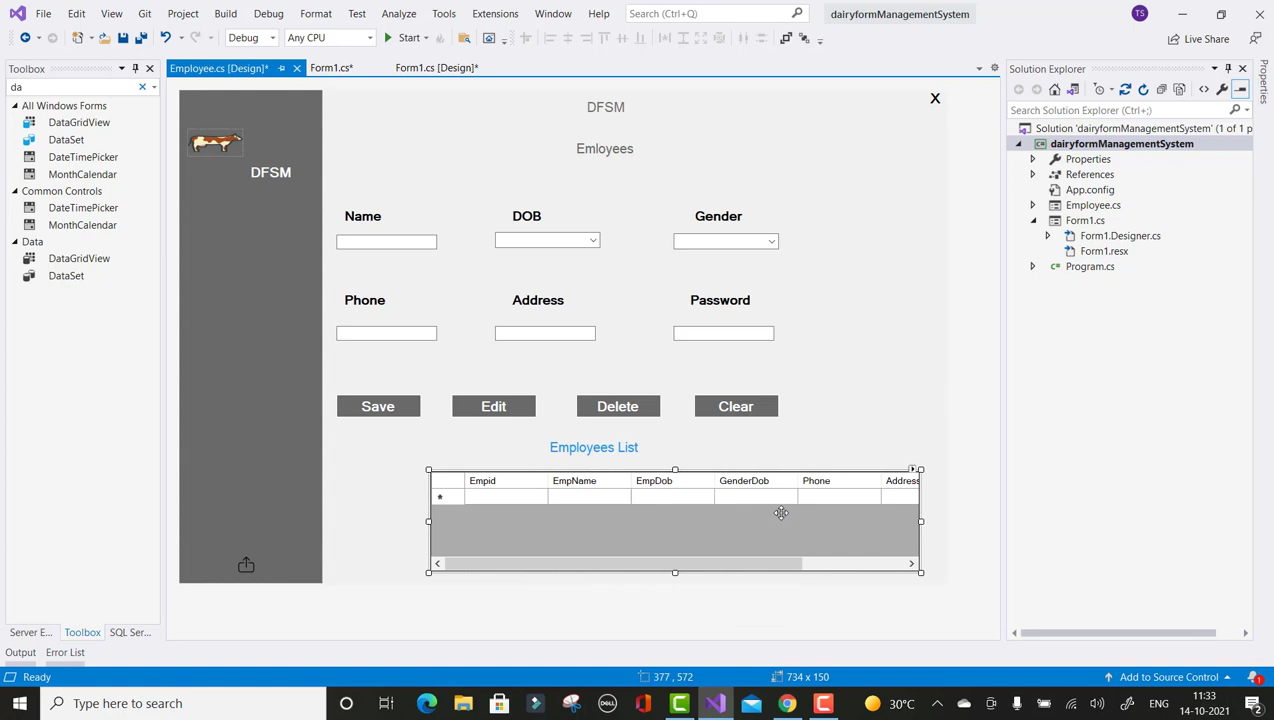 File Edit View Git Project Build Debug Format Test Analyze Tools Extensions Window Help Search (Ctrl+Q) dairyformManagementSystem TS
Debug Any CPU Start Live Share
Toolbox
da
All Windows Forms
DataGridView
DataSet
DateTimePicker
MonthCalendar
Common Controls
DateTimePicker
MonthCalendar
Data
DataGridView
DataSet
Server E... Toolbox SQL Ser...
Employee.cs [Design]* Form1.cs* Form1.cs [Design]*
DFSM
DFSM X
Emloyees
Name DOB Gender
Phone Address Password
Save Edit Delete Clear
Employees List
Empid EmpName EmpDob GenderDob Phone Address
Solution Explorer
Search Solution Explorer (Ctrl+;)
Solution 'dairyformManagementSystem' (1 of 1 p
dairyformManagementSystem
Properties
References
App.config
Employee.cs
Form1.cs
Form1.Designer.cs
Form1.resx
Program.cs
Properties
Output Error List
Ready 377 , 572 734 x 150 Add to Source Control 1
Type here to search DELL 30°C ENG 11:33
14-10-2021 2